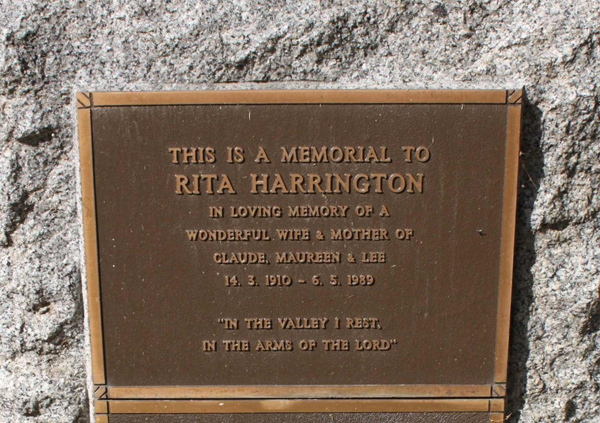 THIS IS A MEMORIAL TO
RITA HARRINGTON
IN LOVING MEMORY OF A
WONDERFUL WIFE & MOTHER OF
CLAUDE, MAUREEN & LEE
14. 3. 1910 – 6. 5. 1989
"IN THE VALLEY I REST,
IN THE ARMS OF THE LORD"